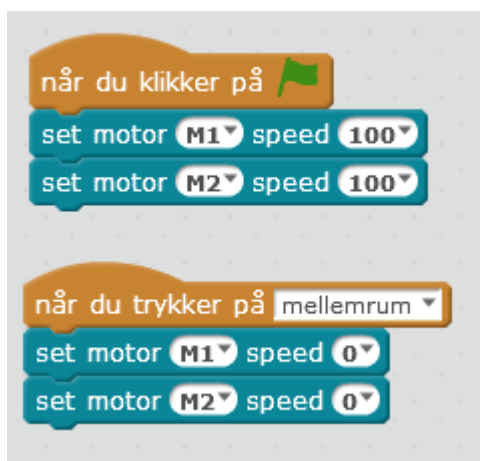 når du klikker på
set motor M1 speed 100
set motor M2 speed 100
når du trykker på mellemrum
set motor M1 speed 0
set motor M2 speed 0